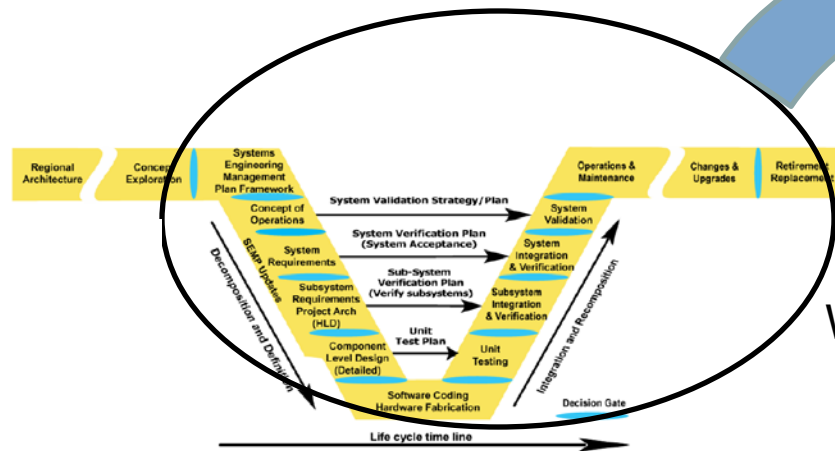 Regional
Architecture
Concept
Exploration
Systems
Engineering
Management
Plan Framework
Concept of
Operations
System
Requirements
Subsystem
Requirements
Project Arch
(HLD)
Component
Level Design
(Detailed)
SEMP Updates
Decomposition and Definition
System Validation Strategy/Plan
System Verification Plan
(System Acceptance)
Sub-System
Verification Plan
(Verify subsystems)
Unit
Test Plan
Software Coding
Hardware Fabrication
Unit
Testing
Subsystem
Integration
& Verification
System
Integration
& Verification
System
Validation
Operations &
Maintenance
Changes &
Upgrades
Retirement
Replacement
Integration and Recomposition
Decision Gate
Life cycle time line